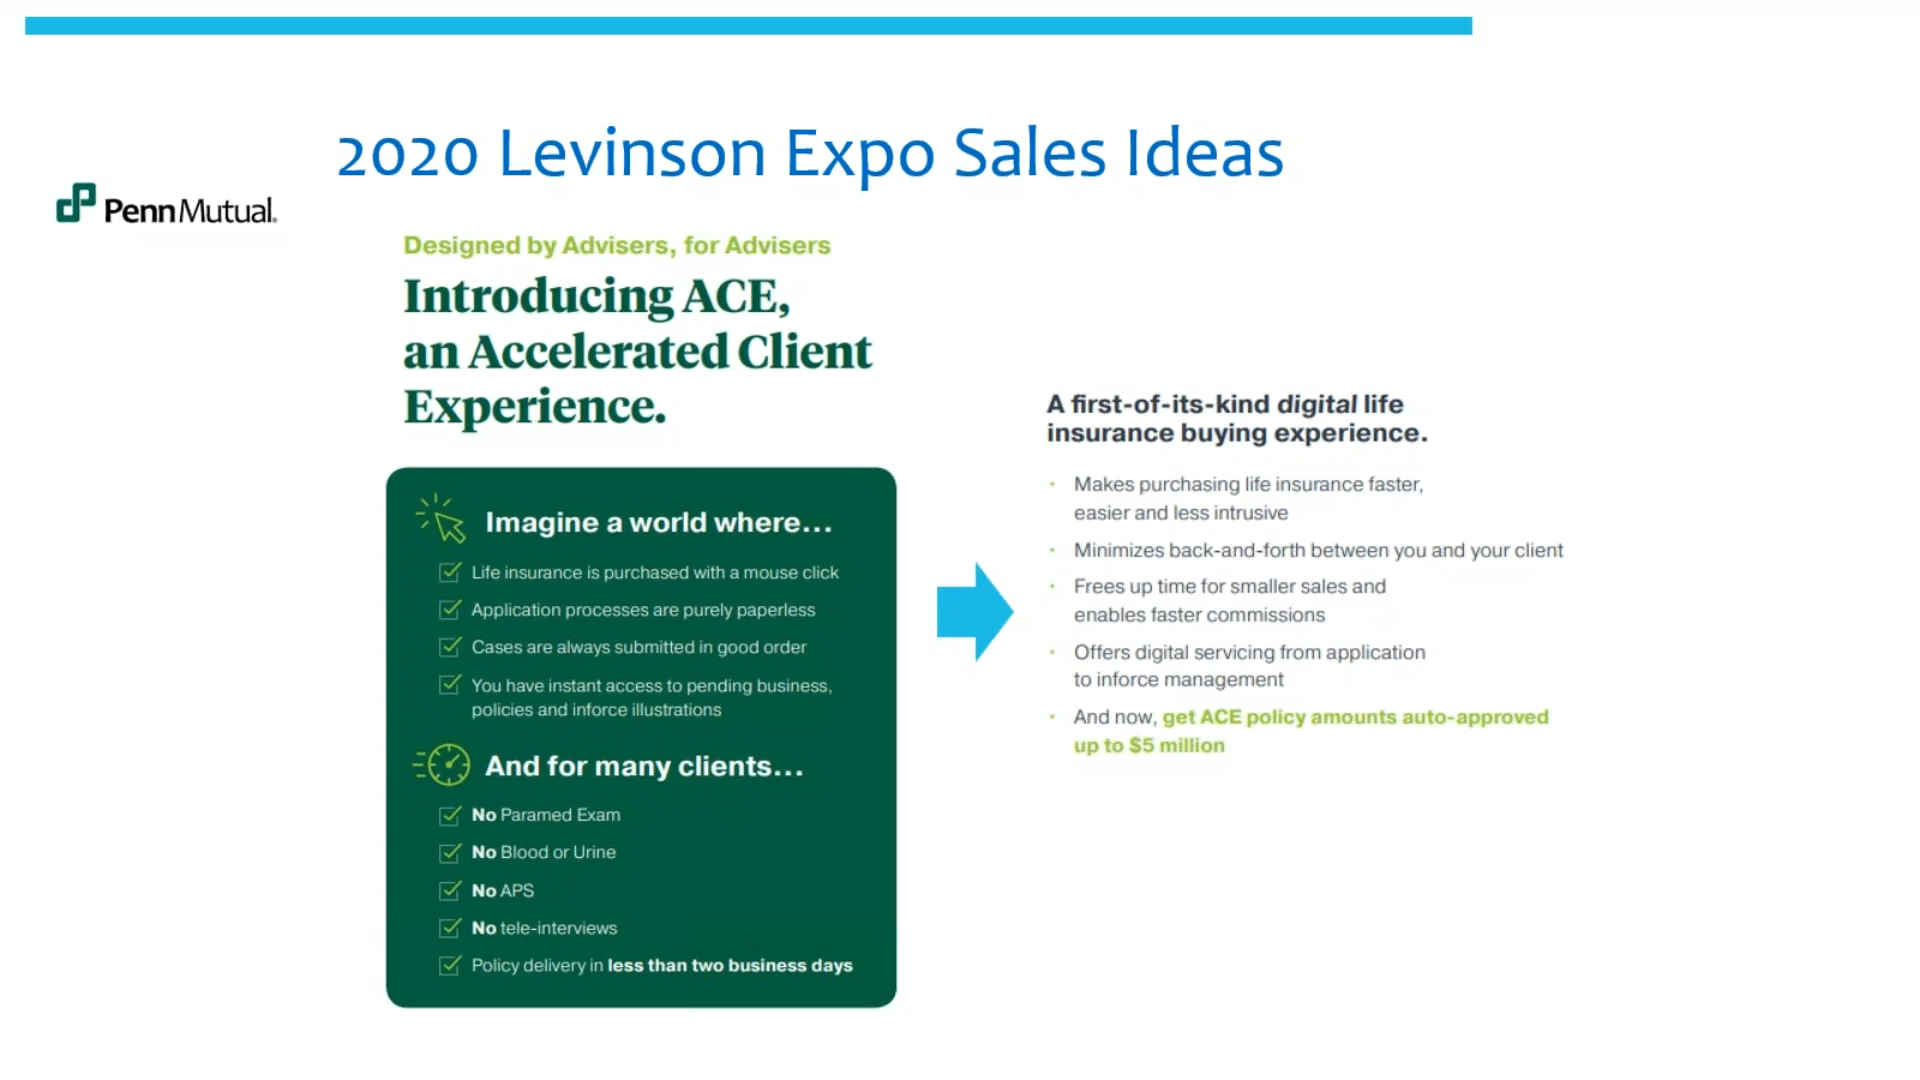 2020 Levinson Expo Sales Ideas
PennMutual.
Designed by Advisers, for Advisers
Introducing ACE,
an Accelerated Client
Experience.
Imagine a world where...
Life insurance is purchased with a mouse click
Application processes are purely paperless
Cases are always submitted in good order
You have instant access to pending business,
policies and inforce illustrations
And for many clients...
No Paramed Exam
No Blood or Urine
No APS
No tele-interviews
Policy delivery in less than two business days
A first-of-its-kind digital life
insurance buying experience.
• Makes purchasing life insurance faster,
easier and less intrusive
• Minimizes back-and-forth between you and your client
• Frees up time for smaller sales and
enables faster commissions
• Offers digital servicing from application
to inforce management
• And now, get ACE policy amounts auto-approved
up to $5 million